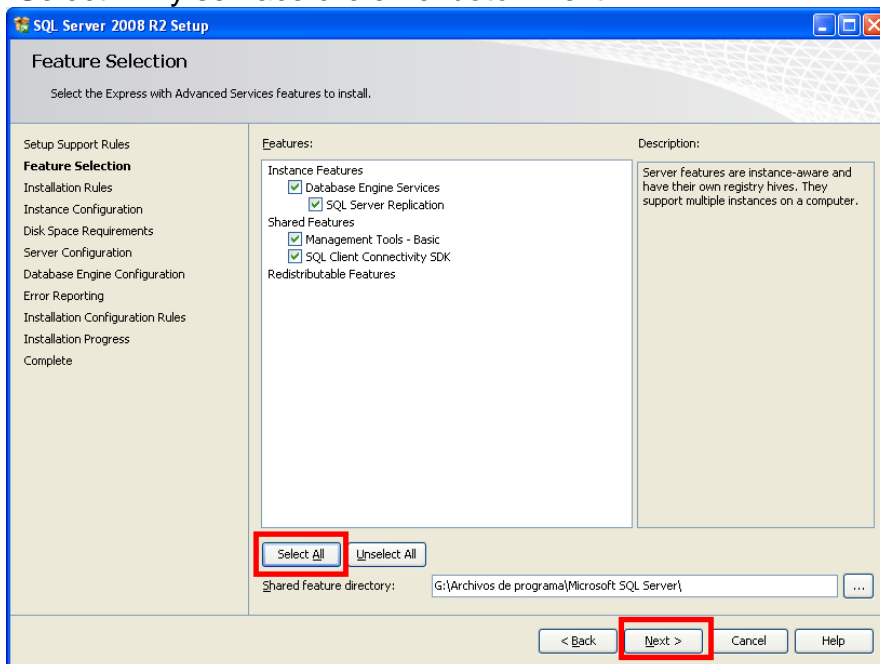 SQL Server 2008 R2 Setup
Feature Selection
Select the Express with Advanced Services features to install.
Setup Support Rules
Feature Selection
Installation Rules
Instance Configuration
Disk Space Requirements
Server Configuration
Database Engine Configuration
Error Reporting
Installation Configuration Rules
Installation Progress
Complete
Features:
Instance Features
Database Engine Services
SQL Server Replication
Shared Features
Management Tools - Basic
SQL Client Connectivity SDK
Redistributable Features
Description:
Server features are instance-aware and
have their own registry hives. They
support multiple instances on a computer.
Select All
Unselect All
Shared feature directory:
G:\Archivos de programa\Microsoft SQL Server\
...
< Back
Next >
Cancel
Help